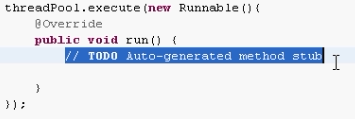 threadPool.execute(new Runnable(){
@Override
public void run() {
// TODO Auto-generated method stub
}
});